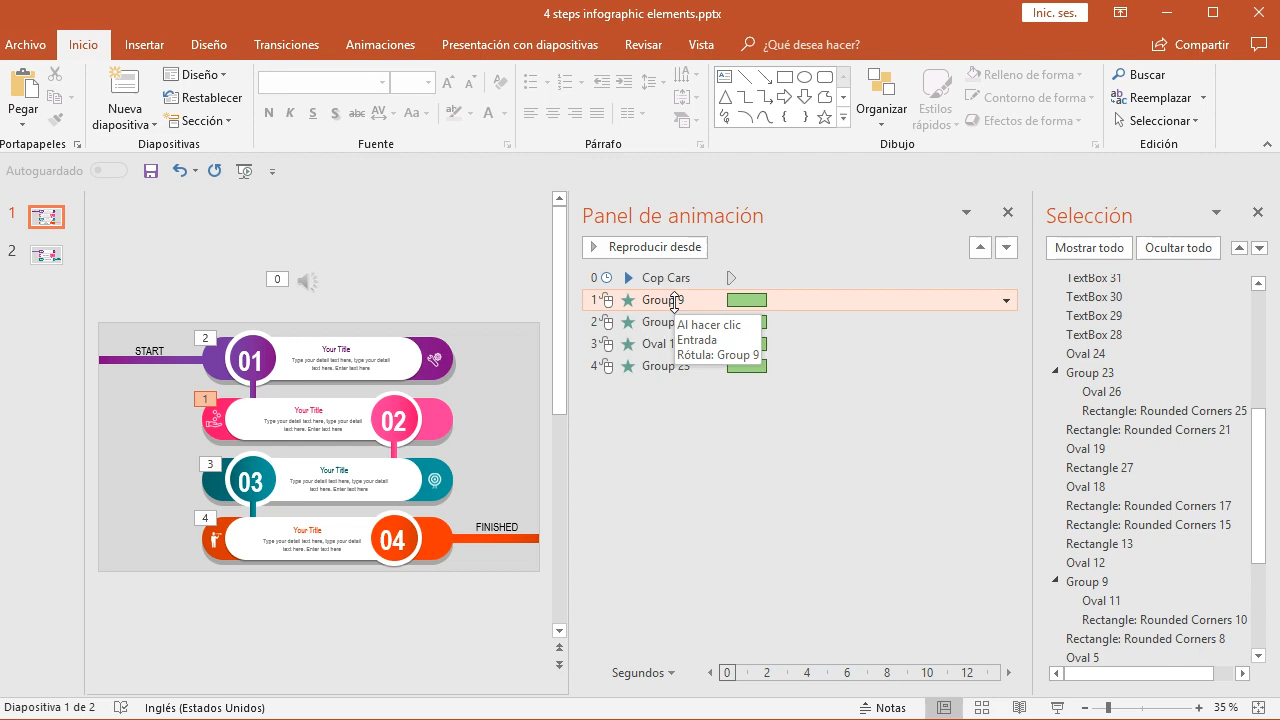 4 steps infographic elements.pptx
Inic. ses.
Archivo
Inicio
Insertar
Diseño
Transiciones
Animaciones
Presentación con diapositivas
Revisar
Vista
¿Qué desea hacer?
Compartir
Pegar
Nueva
diapositiva
Diseño
Restablecer
Sección
N K S S abc AV Aa A
Organizar
Estilos
rápidos
Relleno de forma
Contorno de forma
Efectos de forma
Buscar
Reemplazar
Seleccionar
Portapapeles
Diapositivas
Fuente
Párrafo
Dibujo
Edición
Autoguardado
1
2
0
START
2
01
Your Title
Type your detail text here, type your detail
text here. Enter text here
1
Your Title
Type your detail text here, type your detail
text here. Enter text here
02
3
03
Your Title
Type your detail text here, type your detail
text here. Enter text here
4
Your Title
Type your detail text here, type your detail
text here. Enter text here
04
FINISHED
Panel de animación
Reproducir desde
0 Cop Cars
1 Group 9
2 Group
3 Oval 1
4 Group 23
Al hacer clic
Entrada
Rótula: Group 9
Segundos
0 2 4 6 8 10 12
Selección
Mostrar todo
Ocultar todo
TextBox 31
TextBox 30
TextBox 29
TextBox 28
Oval 24
Group 23
Oval 26
Rectangle: Rounded Corners 25
Rectangle: Rounded Corners 21
Oval 19
Rectangle 27
Oval 18
Rectangle: Rounded Corners 17
Rectangle: Rounded Corners 15
Rectangle 13
Oval 12
Group 9
Oval 11
Rectangle: Rounded Corners 10
Rectangle: Rounded Corners 8
Oval 5
Diapositiva 1 de 2
Inglés (Estados Unidos)
Notas
35 %